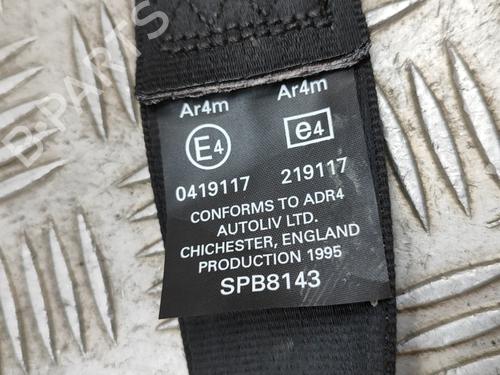 Ar4m Ar4m
E4 e4
0419117 219117
CONFORMS TO ADR4
AUTOLIV LTD.
CHICHESTER, ENGLAND
PRODUCTION 1995
SPB8143
B-PARTS